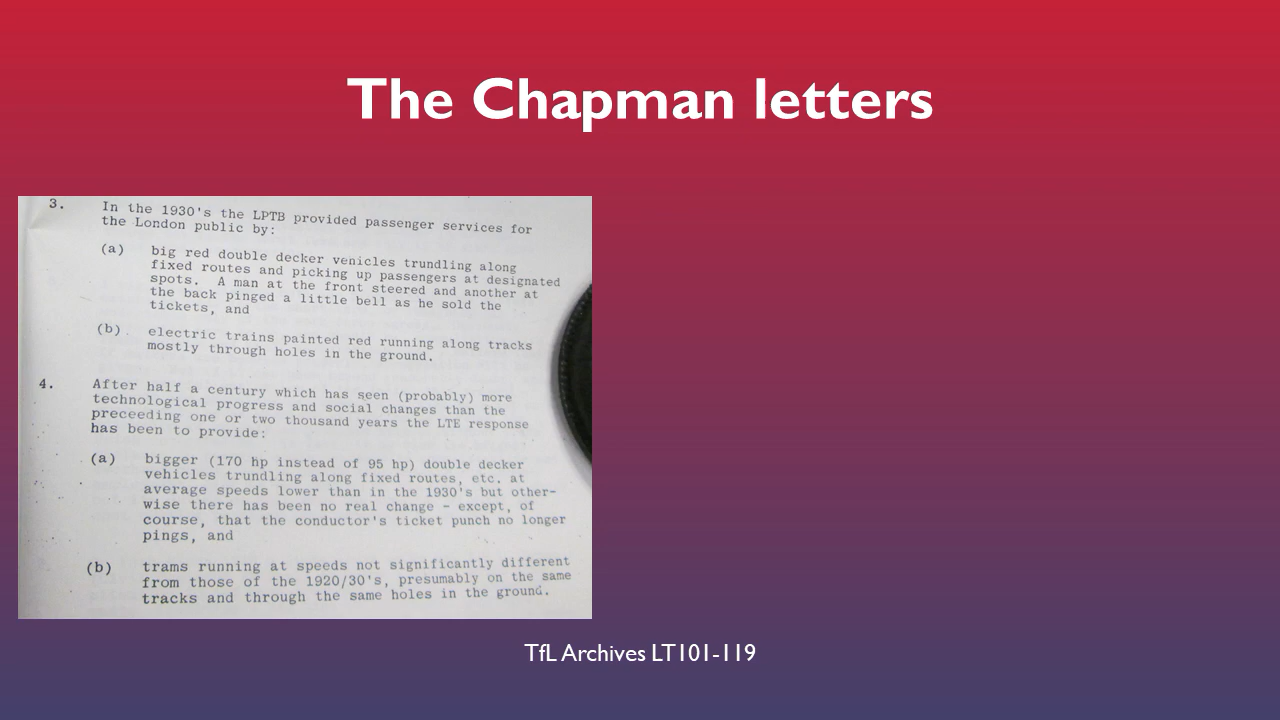 The Chapman letters
3. In the 1930's the LPTB provided passenger services for
the London public by:
(a) big red double decker venicles trundling along
fixed routes and picking up passengers at designated
spots. A man at the front steered and another at
the back pinged a little bell as he sold the
tickets, and
(b) electric trains painted red running along tracks
mostly through holes in the ground.
4. After half a century which has seen (probably) more
technological progress and social changes than the
preceeding one or two thousand years the LTE response
has been to provide:
(a) bigger (170 hp instead of 95 hp) double decker
vehicles trundling along fixed routes, etc. at
average speeds lower than in the 1930's but other-
wise there has been no real change - except, of
course, that the conductor's ticket punch no longer
pings, and
(b) trams running at speeds not significantly different
from those of the 1920/30's, presumably on the same
tracks and through the same holes in the ground.
TfL Archives LT101-119